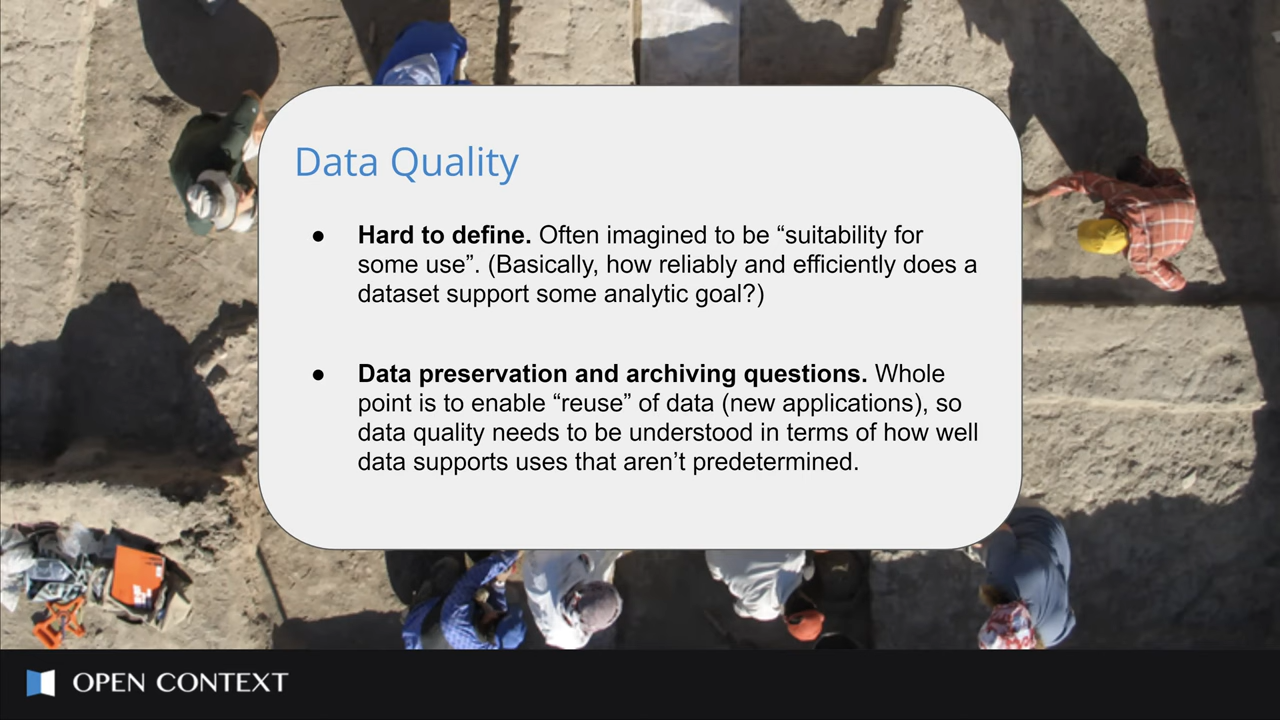 Data Quality
● Hard to define. Often imagined to be “suitability for
some use”. (Basically, how reliably and efficiently does a
dataset support some analytic goal?)
● Data preservation and archiving questions. Whole
point is to enable “reuse” of data (new applications), so
data quality needs to be understood in terms of how well
data supports uses that aren’t predetermined.
OPEN CONTEXT